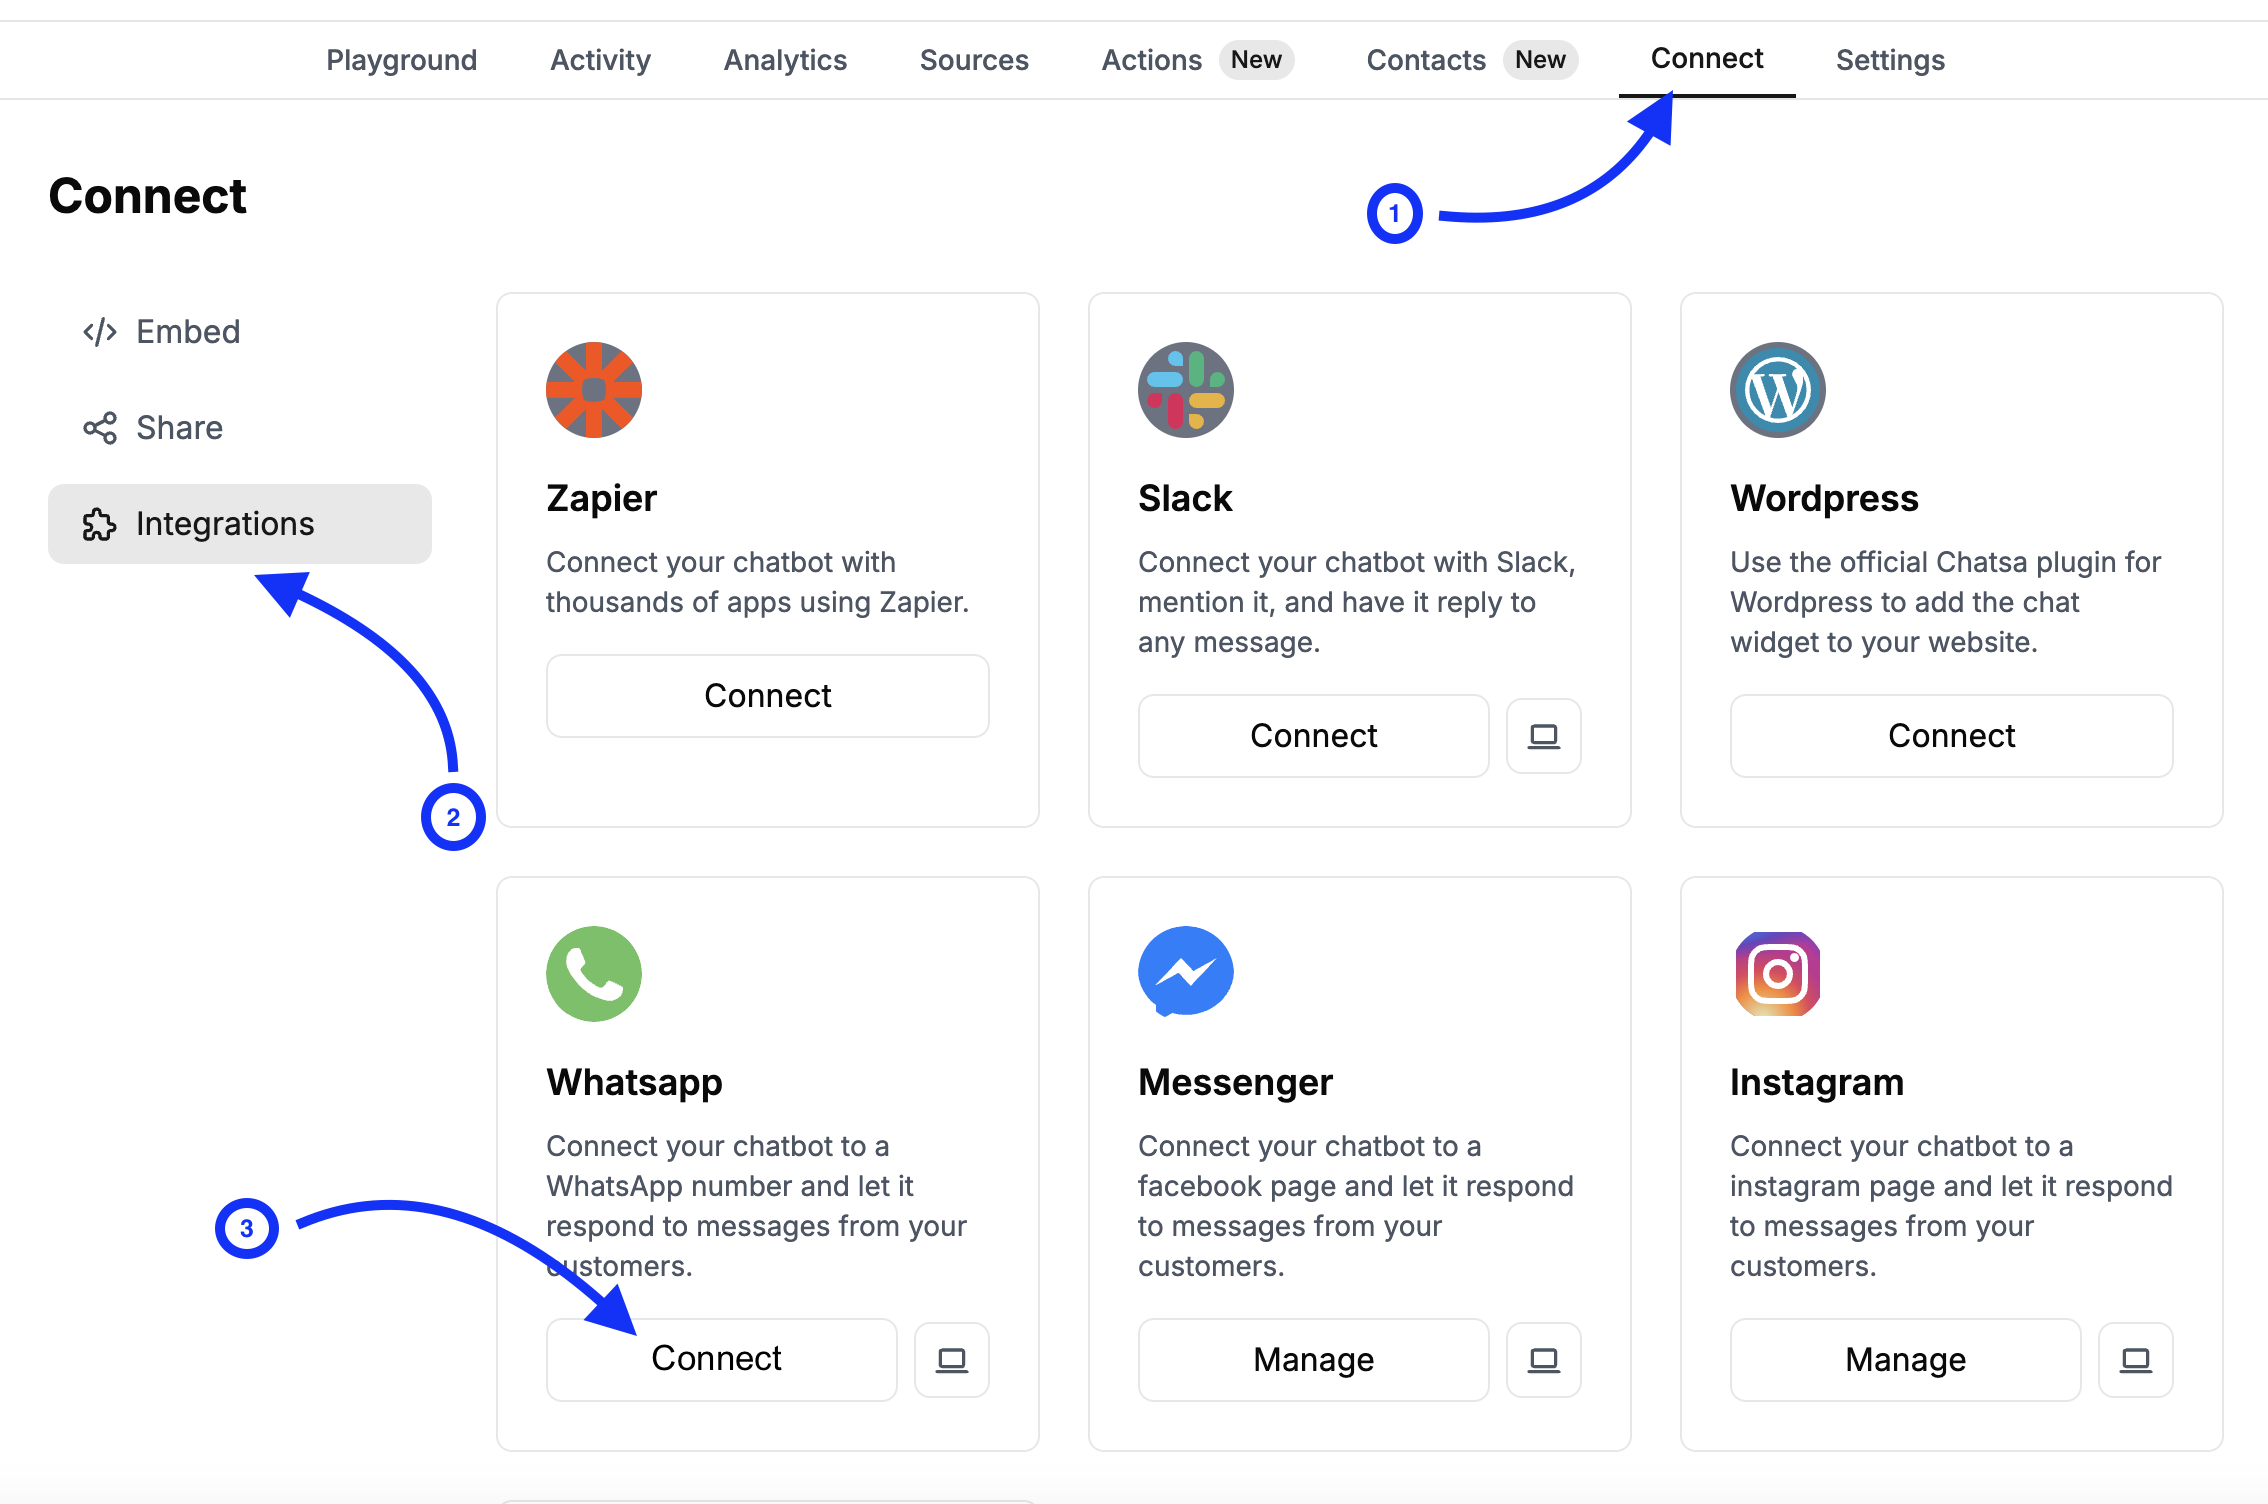 Playground Activity Analytics Sources Actions New Contacts New Connect Settings
Connect
1
Embed
Share
Integrations
2
Zapier
Connect your chatbot with
thousands of apps using Zapier.
Connect
Slack
Connect your chatbot with Slack,
mention it, and have it reply to
any message.
Connect
Wordpress
Use the official Chatsa plugin for
Wordpress to add the chat
widget to your website.
Connect
3
Whatsapp
Connect your chatbot to a
WhatsApp number and let it
respond to messages from your
customers.
Connect
Messenger
Connect your chatbot to a
facebook page and let it respond
to messages from your
customers.
Manage
Instagram
Connect your chatbot to a
instagram page and let it respond
to messages from your
customers.
Manage